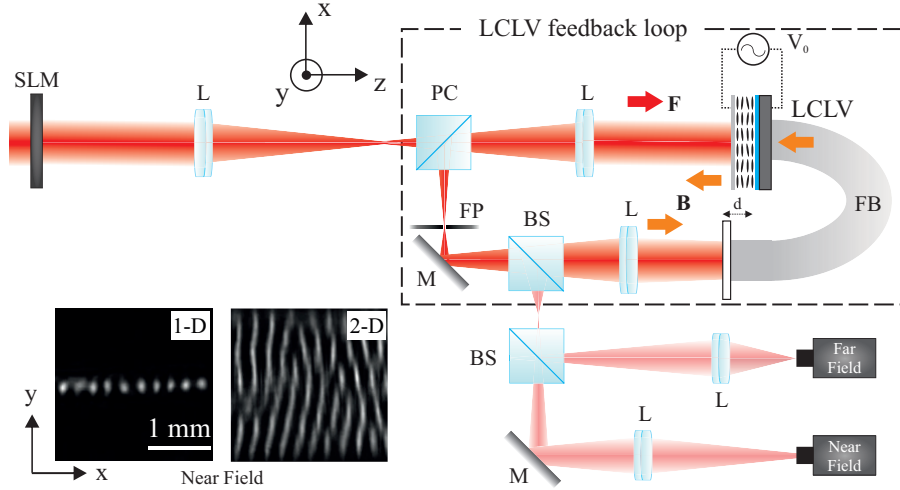 LCLV feedback loop
x
y
z
SLM
L
PC
L
F
V₀
LCLV
B
FP
BS
L
d
FB
M
1-D
2-D
y
1 mm
x
Near Field
BS
L
Far
Field
M
L
Near
Field